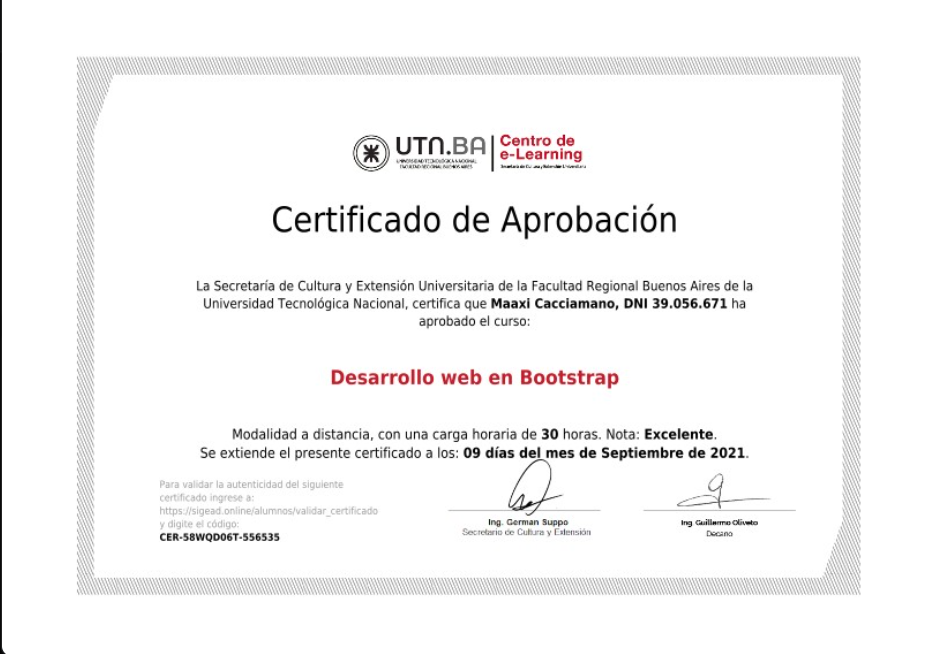 UTN.BA
UNIVERSIDAD TECNOLÓGICA NACIONAL
FACULTAD REGIONAL BUENOS AIRES
Centro de
e-Learning
Secretaría de Cultura y Extensión Universitaria
Certificado de Aprobación
La Secretaría de Cultura y Extensión Universitaria de la Facultad Regional Buenos Aires de la
Universidad Tecnológica Nacional, certifica que Maaxi Cacciamano, DNI 39.056.671 ha
aprobado el curso:
Desarrollo web en Bootstrap
Modalidad a distancia, con una carga horaria de 30 horas. Nota: Excelente.
Se extiende el presente certificado a los: 09 días del mes de Septiembre de 2021.
Para validar la autenticidad del siguiente
certificado ingrese a:
https://sigead.online/alumnos/validar_certificado
y digite el código:
CER-58WQD06T-556535
Ing. German Suppo
Secretario de Cultura y Extensión
Ing. Guillermo Oliveto
Decano